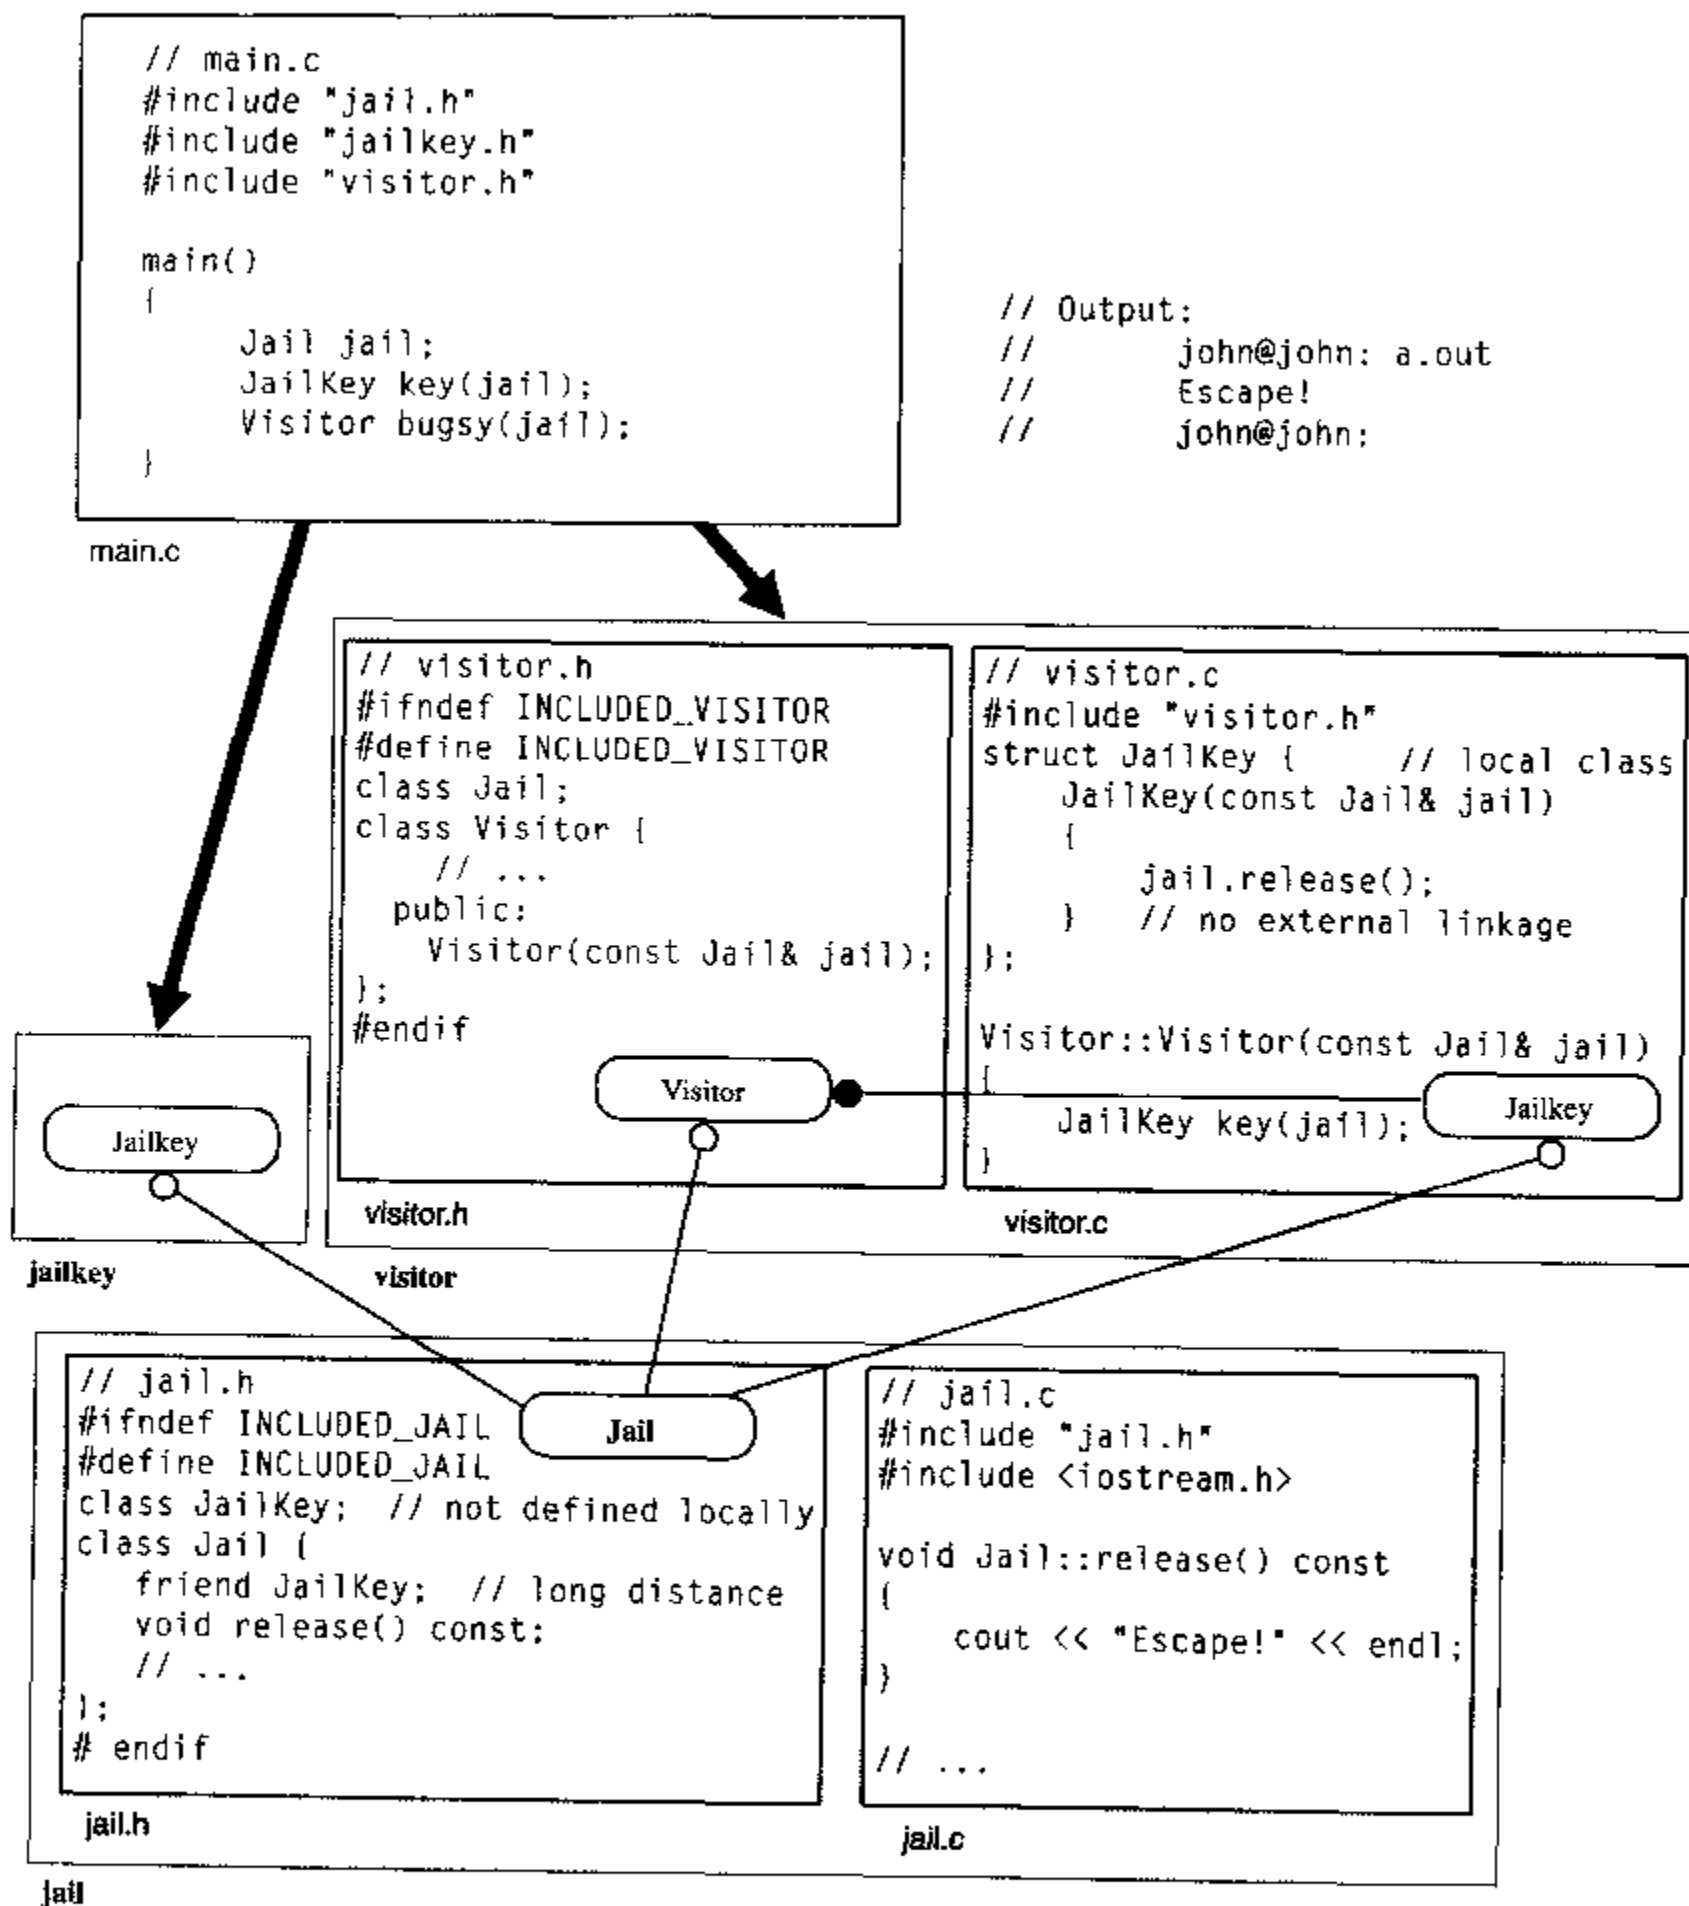 // main.c
#include "jail.h"
#include "jailkey.h"
#include "visitor.h"
main()
{
Jail jail;
JailKey key(jail);
Visitor bugsy(jail);
}
main.c
// Output:
// john@john: a.out
// Escape!
// john@john:
// visitor.h
#ifndef INCLUDED_VISITOR
#define INCLUDED_VISITOR
class Jail;
class Visitor {
// ...
public:
Visitor(const Jail& jail);
};
#endif
Visitor
visitor.h
// visitor.c
#include "visitor.h"
struct JailKey { // local class
JailKey(const Jail& jail)
{
jail.release();
} // no external linkage
};
Visitor::Visitor(const Jail& jail)
{
JailKey key(jail);
}
Jailkey
visitor.c
visitor
Jailkey
jailkey
// jail.h
#ifndef INCLUDED_JAIL
#define INCLUDED_JAIL
class JailKey; // not defined locally
class Jail {
friend JailKey; // long distance
void release() const;
// ...
};
# endif
Jail
jail.h
// jail.c
#include "jail.h"
#include <iostream.h>
void Jail::release() const
{
cout << "Escape!" << endl;
}
// ...
jail.c
jail